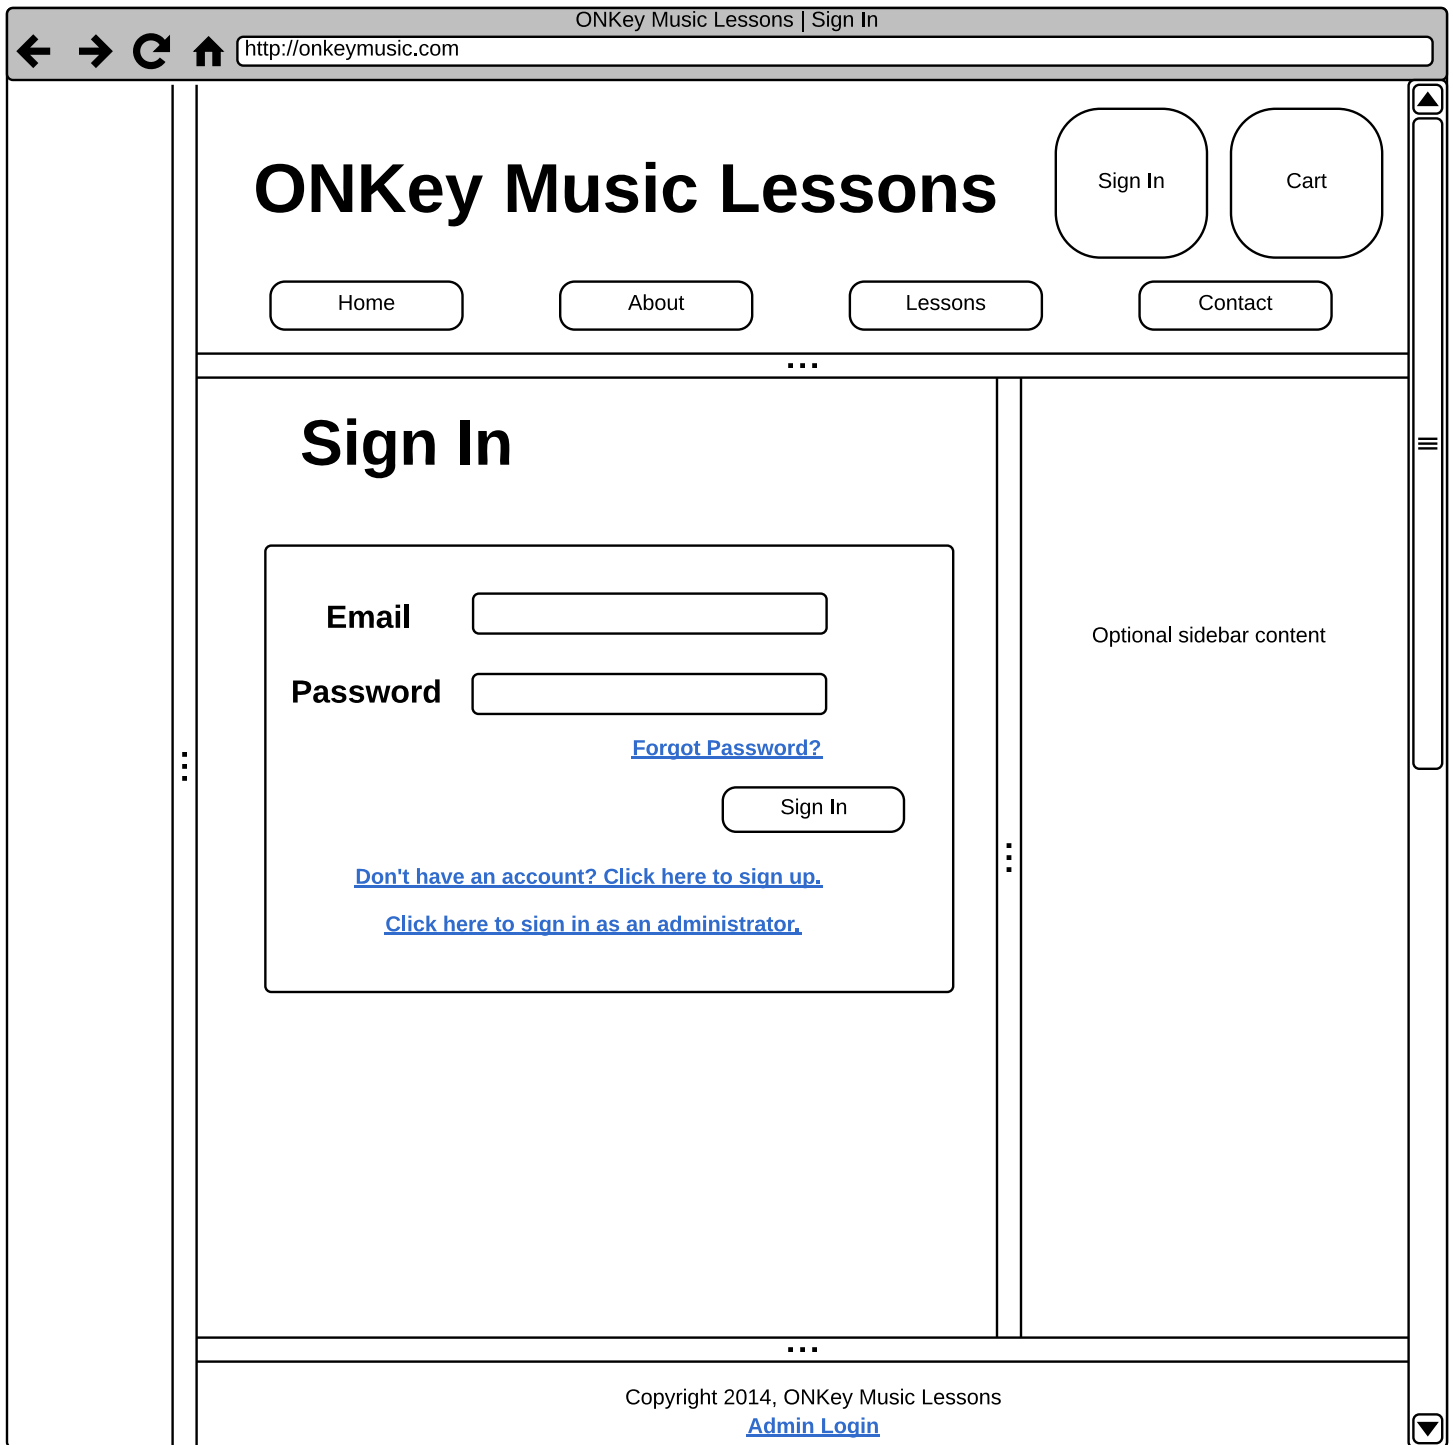 ONKey Music Lessons | Sign In
http://onkeymusic.com
ONKey Music Lessons
Sign In
Cart
Home
About
Lessons
Contact
Sign In
Email
Password
Forgot Password?
Sign In
Don't have an account? Click here to sign up.
Click here to sign in as an administrator.
Optional sidebar content
Copyright 2014, ONKey Music Lessons
Admin Login